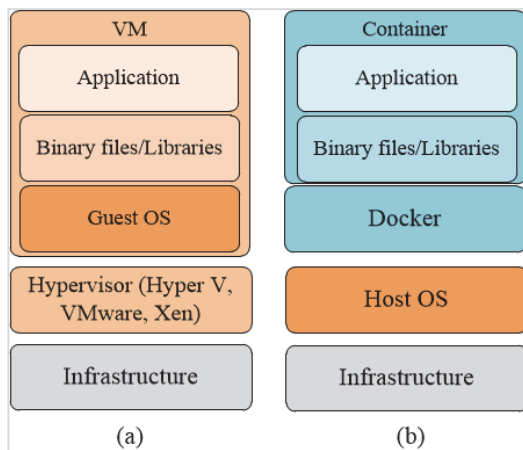 VM
Application
Binary files/Libraries
Guest OS
Hypervisor (Hyper V,
VMware, Xen)
Infrastructure
(a)
Container
Application
Binary files/Libraries
Docker
Host OS
Infrastructure
(b)